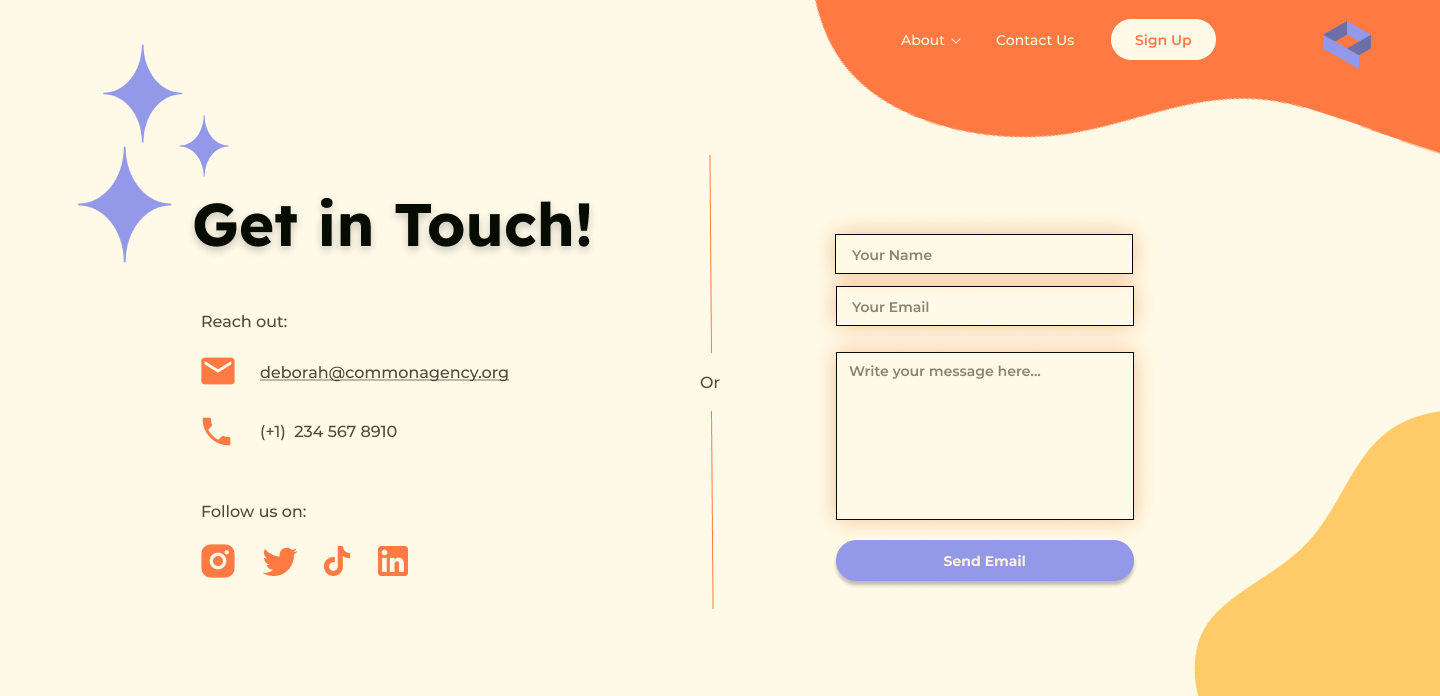 About
Contact Us
Sign Up
Get in Touch!
Reach out:
deborah@commonagency.org
(+1)  234 567 8910
Follow us on:
Or
Your Name
Your Email
Write your message here...
Send Email